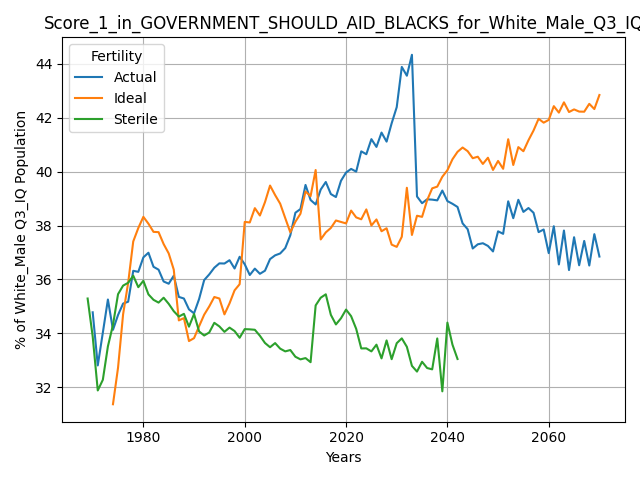 Score_1_in_GOVERNMENT_SHOULD_AID_BLACKS_for_White_Male_Q3_IQ
Fertility
Actual
Ideal
Sterile
% of White_Male Q3_IQ Population
44
42
40
38
36
34
32
1980 2000 2020 2040 2060
Years